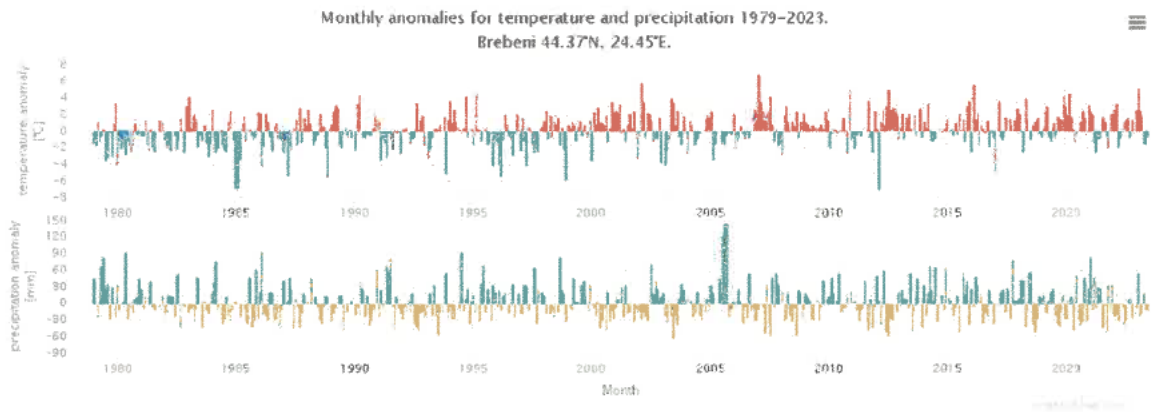 Monthly anomalies for temperature and precipitation 1979-2023.
Brebeni 44.37°N, 24.45°E.
temperature anomaly
[°C]
8
6
4
2
0
-2
-4
-6
-8
1980 1985 1990 1995 2000 2005 2010 2015 2020
precipitation anomaly
[mm]
150
120
90
60
30
0
-30
-60
-90
1980 1985 1990 1995 2000 2005 2010 2015 2020
Month